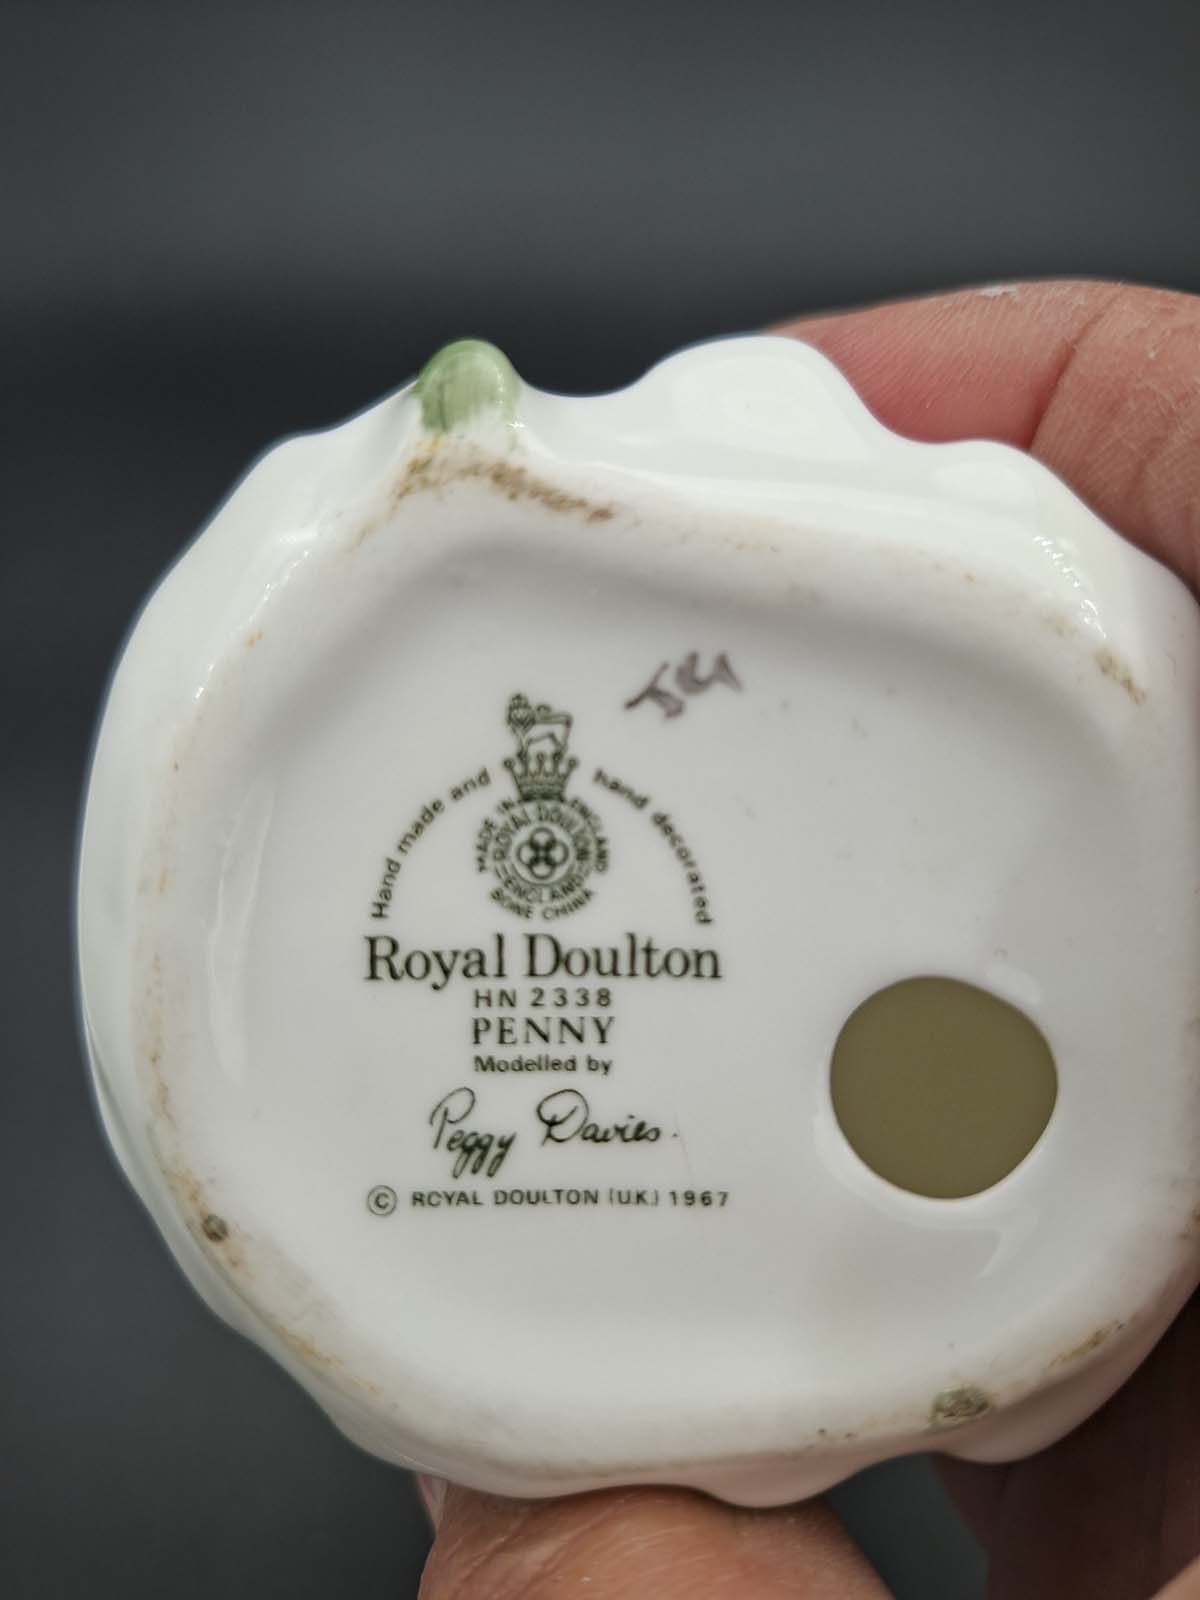 Hand made and hand decorated
MADE IN ENGLAND
ROYAL DOULTON
ENGLAND
BONE CHINA
Royal Doulton
HN 2338
PENNY
Modelled by
Peggy Davies.
© ROYAL DOULTON (U.K.) 1967